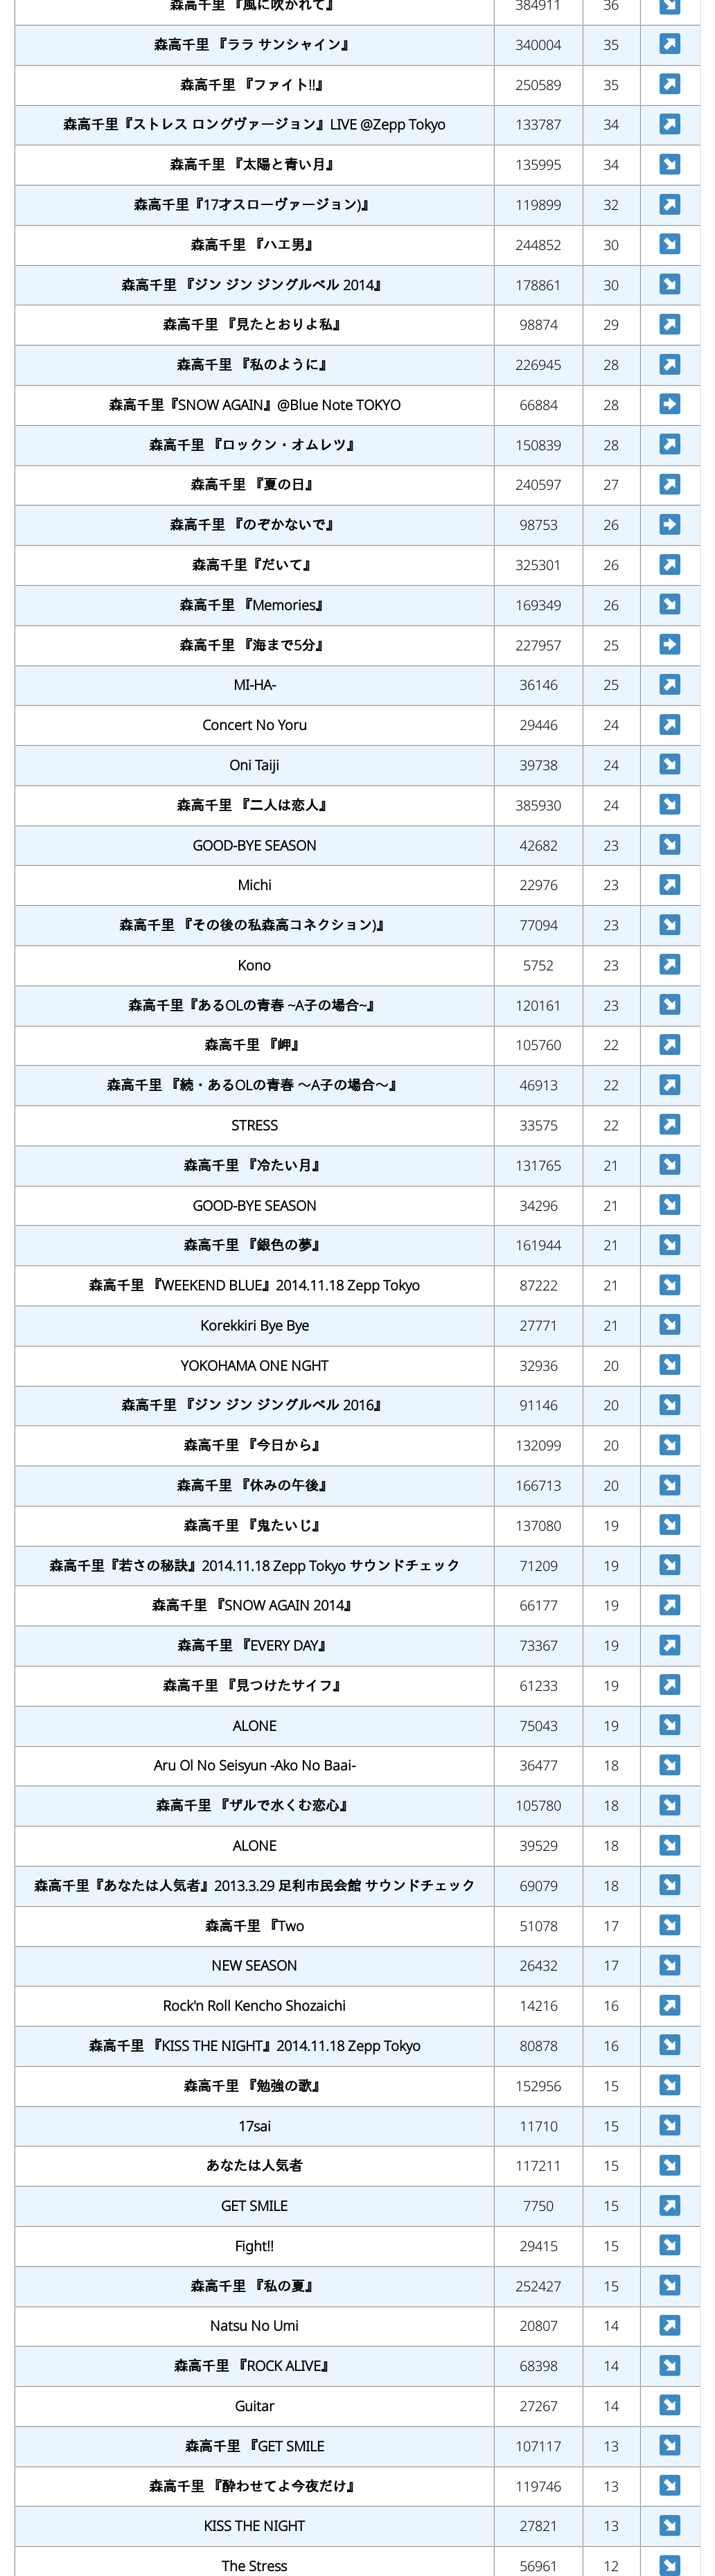 森高千里 『風に吹かれて』 384911 36
森高千里 『ララ サンシャイン』 340004 35
森高千里 『ファイト!!』 250589 35
森高千里『ストレス ロングヴァージョン』LIVE @Zepp Tokyo 133787 34
森高千里 『太陽と青い月』 135995 34
森高千里『17才スローヴァージョン)』 119899 32
森高千里 『ハエ男』 244852 30
森高千里 『ジン ジン ジングルベル 2014』 178861 30
森高千里 『見たとおりよ私』 98874 29
森高千里 『私のように』 226945 28
森高千里『SNOW AGAIN』@Blue Note TOKYO 66884 28
森高千里 『ロックン・オムレツ』 150839 28
森高千里 『夏の日』 240597 27
森高千里 『のぞかないで』 98753 26
森高千里『だいて』 325301 26
森高千里 『Memories』 169349 26
森高千里 『海まで5分』 227957 25
MI-HA- 36146 25
Concert No Yoru 29446 24
Oni Taiji 39738 24
森高千里 『二人は恋人』 385930 24
GOOD-BYE SEASON 42682 23
Michi 22976 23
森高千里 『その後の私森高コネクション)』 77094 23
Kono 5752 23
森高千里『あるOLの青春 ~A子の場合~』 120161 23
森高千里 『岬』 105760 22
森高千里 『続・あるOLの青春 〜A子の場合〜』 46913 22
STRESS 33575 22
森高千里 『冷たい月』 131765 21
GOOD-BYE SEASON 34296 21
森高千里 『銀色の夢』 161944 21
森高千里 『WEEKEND BLUE』2014.11.18 Zepp Tokyo 87222 21
Korekkiri Bye Bye 27771 21
YOKOHAMA ONE NGHT 32936 20
森高千里 『ジン ジン ジングルベル 2016』 91146 20
森高千里 『今日から』 132099 20
森高千里 『休みの午後』 166713 20
森高千里 『鬼たいじ』 137080 19
森高千里『若さの秘訣』2014.11.18 Zepp Tokyo サウンドチェック 71209 19
森高千里 『SNOW AGAIN 2014』 66177 19
森高千里 『EVERY DAY』 73367 19
森高千里 『見つけたサイフ』 61233 19
ALONE 75043 19
Aru Ol No Seisyun -Ako No Baai- 36477 18
森高千里 『ザルで水くむ恋心』 105780 18
ALONE 39529 18
森高千里『あなたは人気者』2013.3.29 足利市民会館 サウンドチェック 69079 18
森高千里 『Two 51078 17
NEW SEASON 26432 17
Rock'n Roll Kencho Shozaichi 14216 16
森高千里 『KISS THE NIGHT』2014.11.18 Zepp Tokyo 80878 16
森高千里 『勉強の歌』 152956 15
17sai 11710 15
あなたは人気者 117211 15
GET SMILE 7750 15
Fight!! 29415 15
森高千里 『私の夏』 252427 15
Natsu No Umi 20807 14
森高千里 『ROCK ALIVE』 68398 14
Guitar 27267 14
森高千里 『GET SMILE 107117 13
森高千里 『酔わせてよ今夜だけ』 119746 13
KISS THE NIGHT 27821 13
The Stress 56961 12